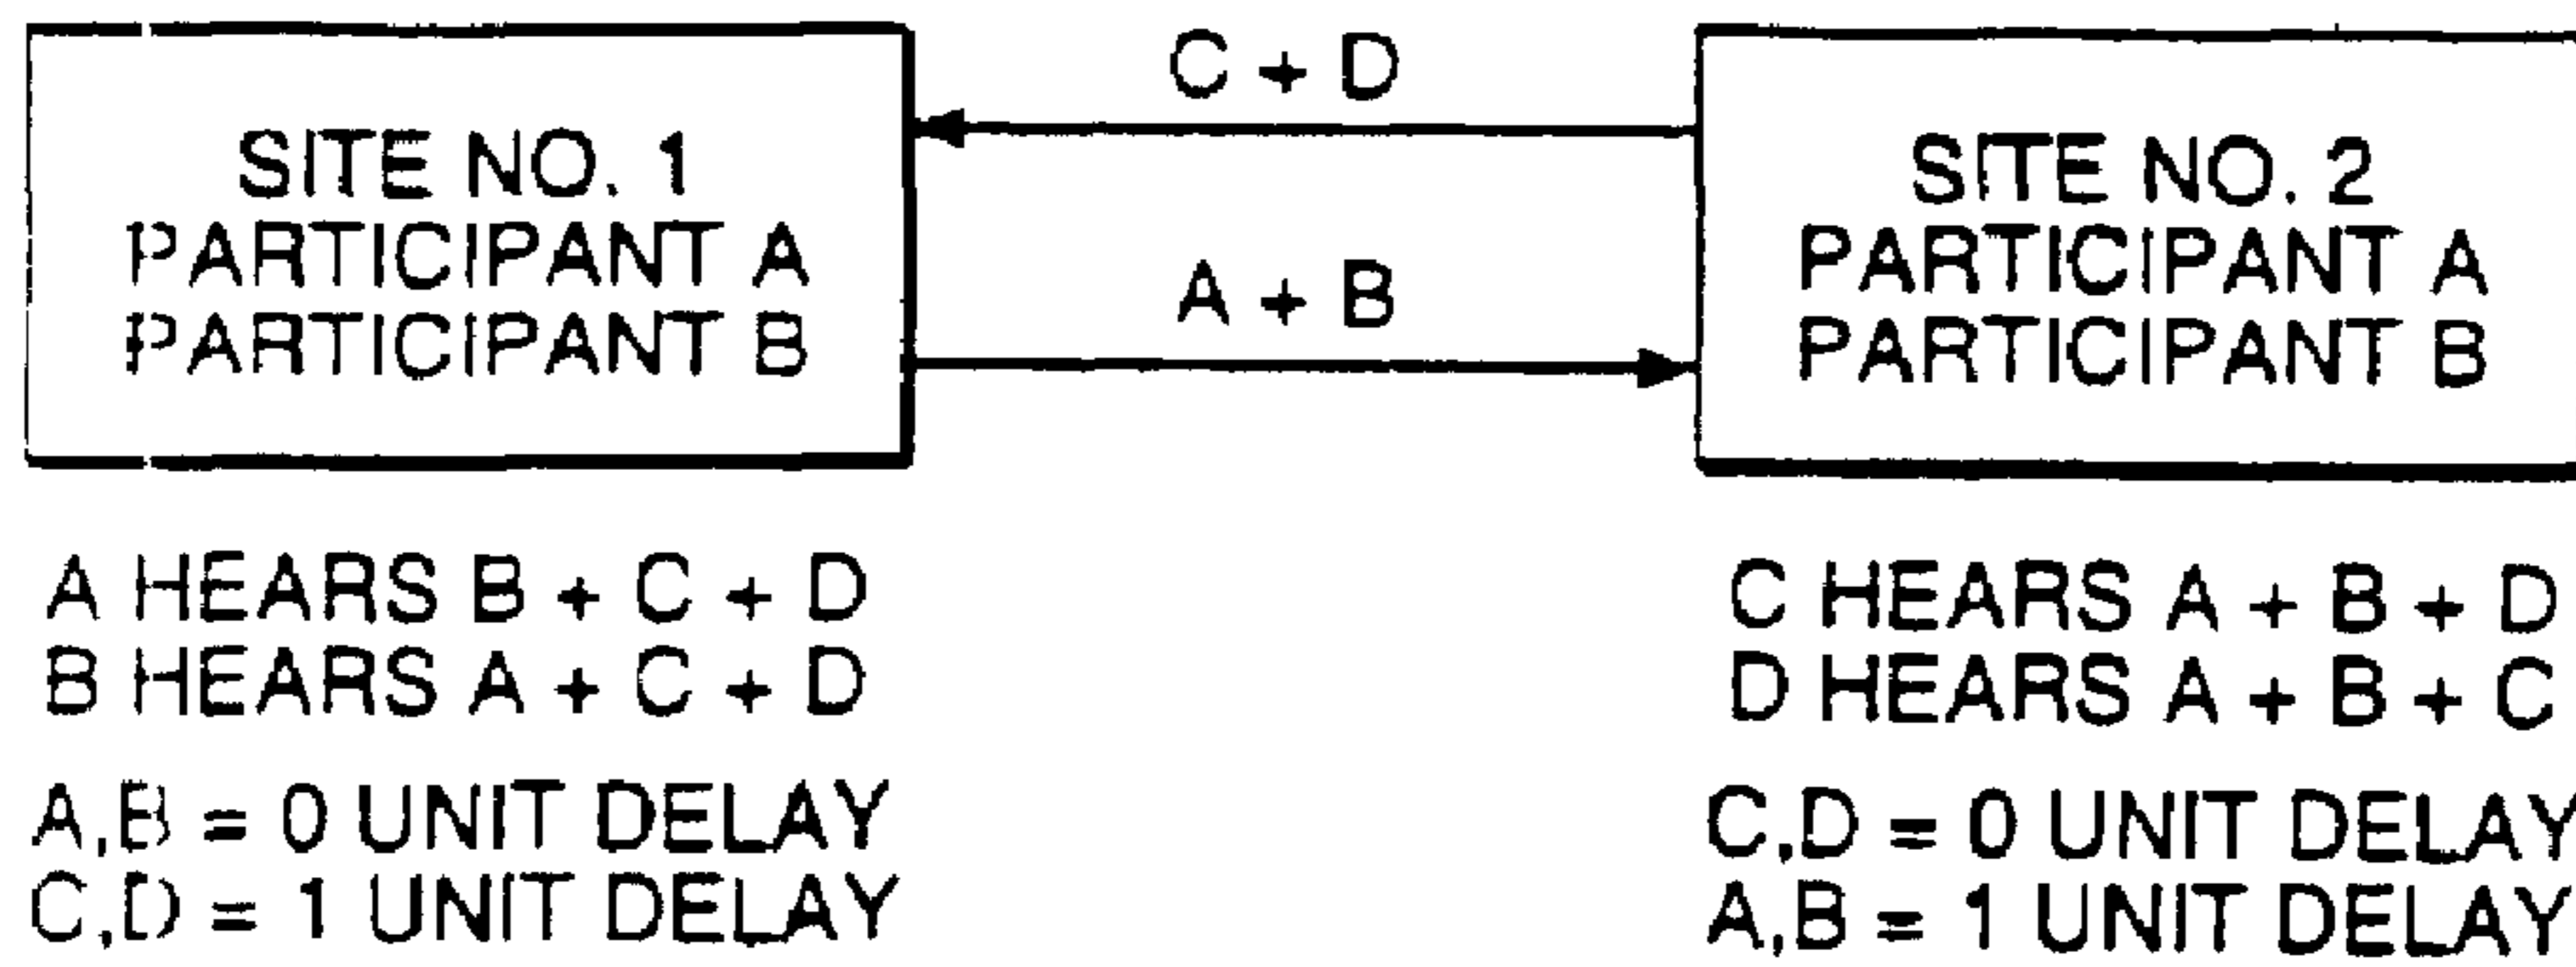 SITE NO. 1
PARTICIPANT A
PARTICIPANT B
C + D
A + B
SITE NO. 2
PARTICIPANT A
PARTICIPANT B
A HEARS B + C + D
B HEARS A + C + D
A,B = 0 UNIT DELAY
C,D = 1 UNIT DELAY
C HEARS A + B + D
D HEARS A + B + C
C,D = 0 UNIT DELAY
A,B = 1 UNIT DELAY